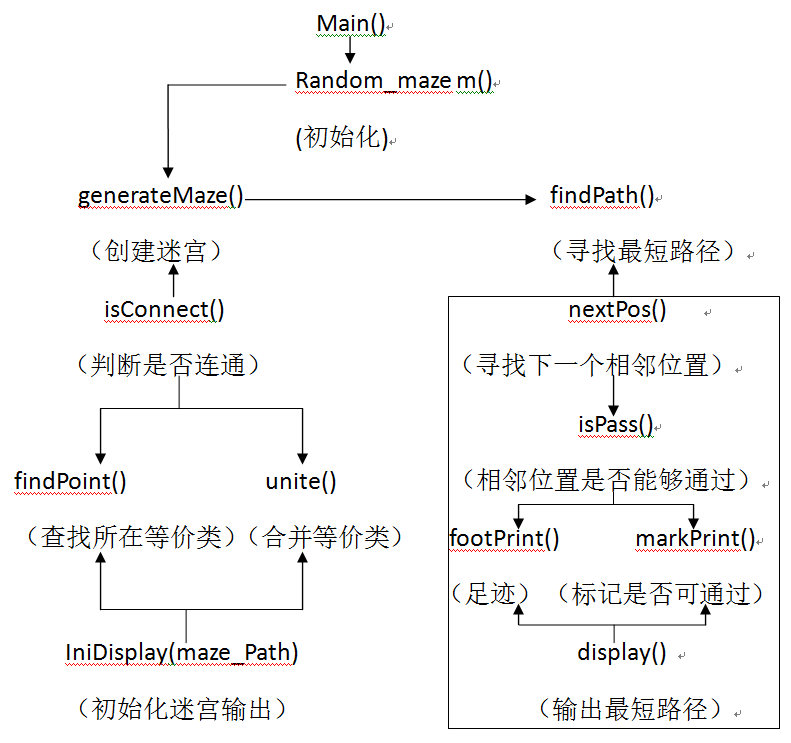 Main()
Random_maze m()
(初始化)
generateMaze() findPath()
（创建迷宫） （寻找最短路径）
isConnect() nextPos()
（判断是否连通） （寻找下一个相邻位置）
isPass()
findPoint() unite() （相邻位置是否能够通过）
（查找所在等价类）（合并等价类） footPrint() markPrint()
（足迹） （标记是否可通过）
IniDisplay(maze_Path) display()
（初始化迷宫输出） （输出最短路径）